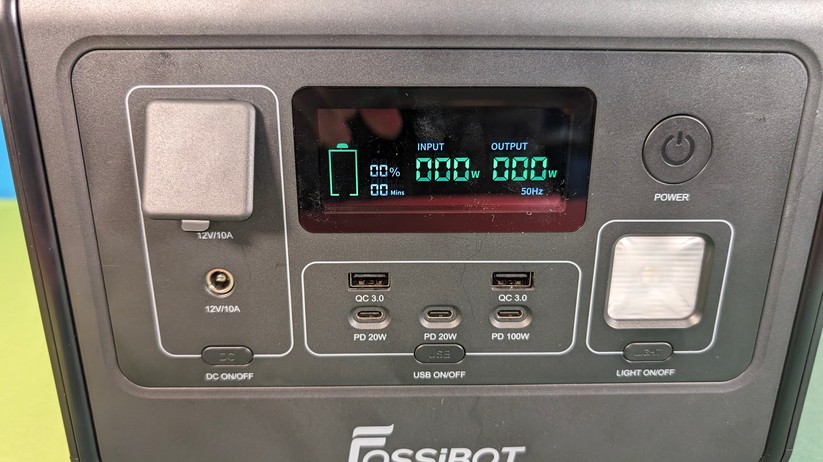 INPUT
OUTPUT
00%
000W
000W
00 Mins
50Hz
POWER
12V/10A
12V/10A
QC 3.0
QC 3.0
PD 20W
PD 20W
PD 100W
DC
USB
LIGHT
DC ON/OFF
USB ON/OFF
LIGHT ON/OFF
FOSSiBOT